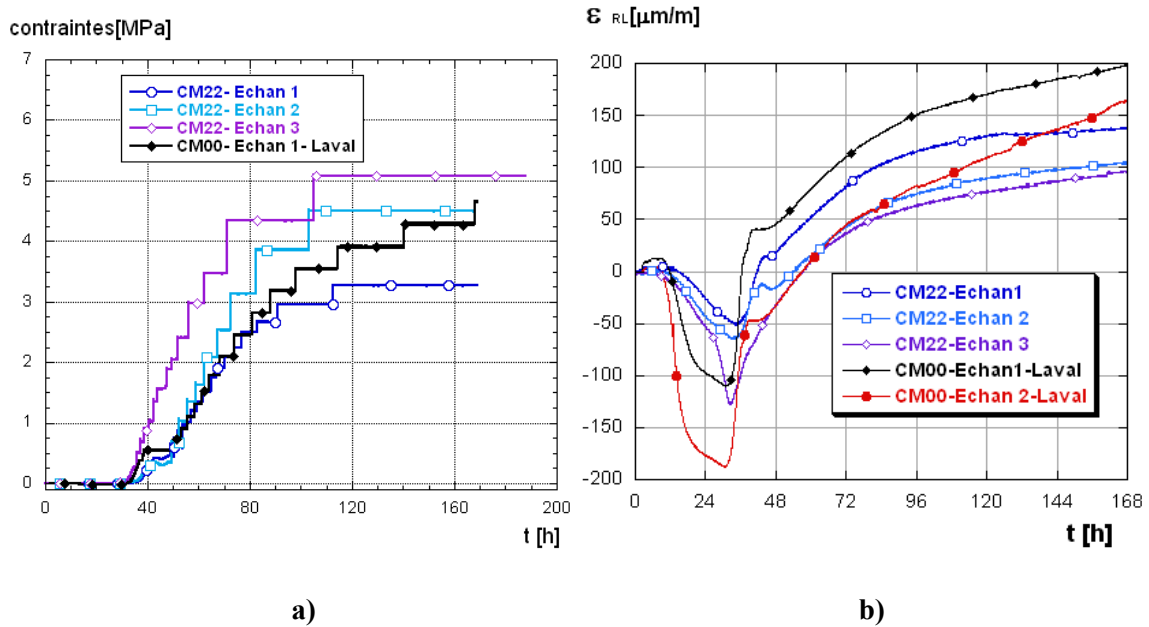 contraintes[MPa]
7
6
5
4
3
2
1
0
0
40
80
120
160
200
t [h]
CM22- Echan 1
CM22- Echan 2
CM22- Echan 3
CM00- Echan 1- Laval
a)
ε RL[μm/m]
200
150
100
50
0
-50
-100
-150
-200
0
24
48
72
96
120
144
168
t [h]
CM22-Echan1
CM22-Echan 2
CM22-Echan 3
CM00-Echan1-Laval
CM00-Echan 2-Laval
b)